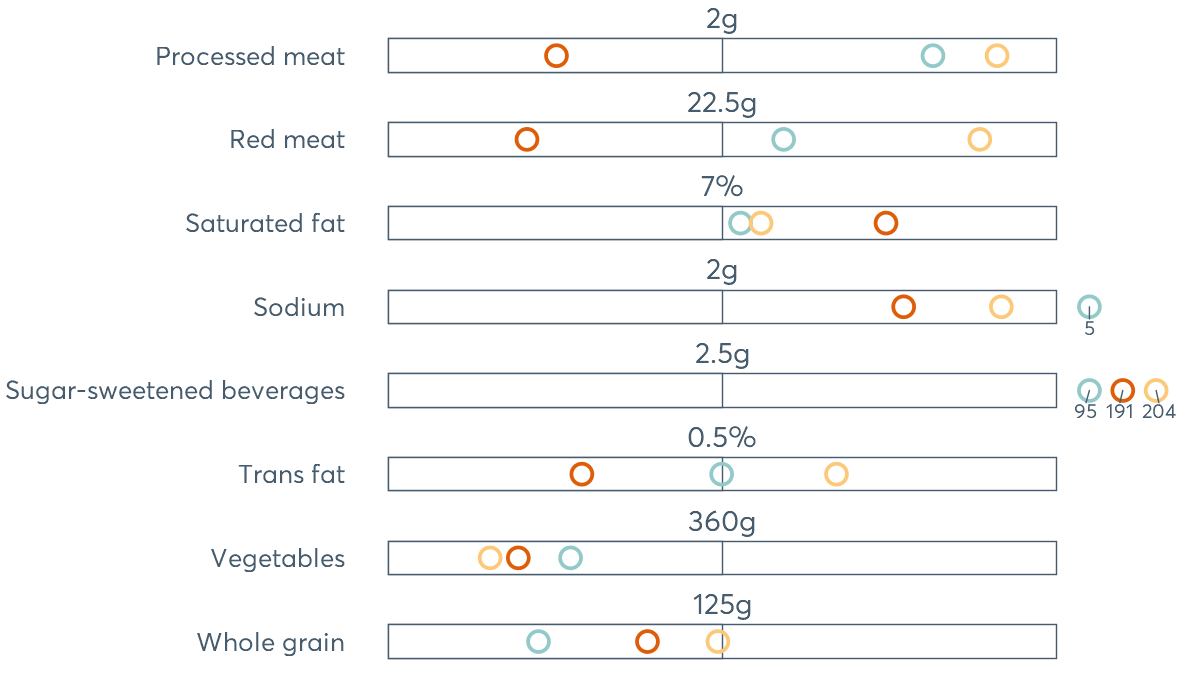 2g
Processed meat
22.5g
Red meat
7%
Saturated fat
2g
Sodium
5
2.5g
Sugar-sweetened beverages
95 191 204
0.5%
Trans fat
360g
Vegetables
125g
Whole grain